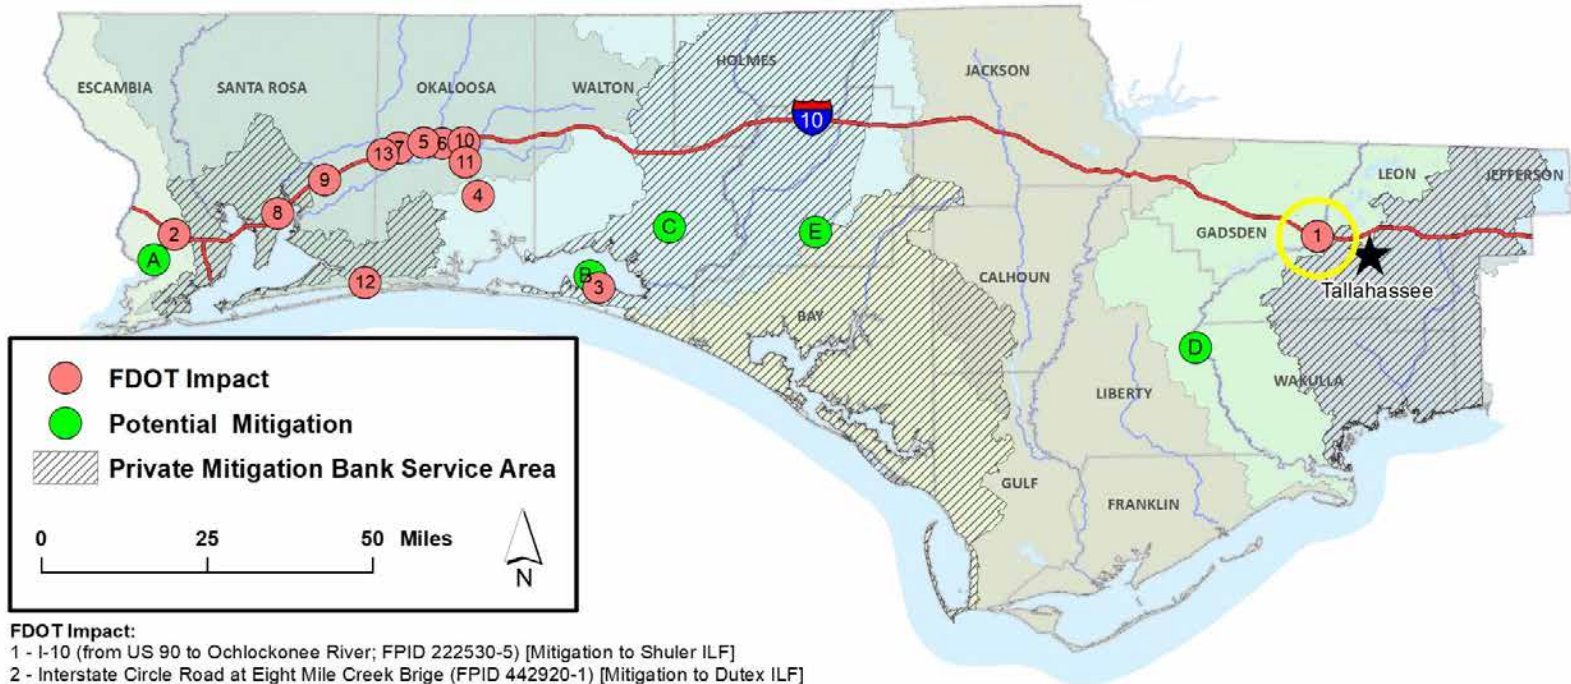 HOLMES
JACKSON
ESCAMBIA
SANTA ROSA
OKALOOSA
WALTON
10
13
7
5
6
10
11
9
4
8
2
A
12
B
3
C
E
LEON
JEFFERSON
GADSDEN
1
Tallahassee
CALHOUN
BAY
D
WAKULLA
LIBERTY
GULF
FRANKLIN
FDOT Impact
Potential Mitigation
Private Mitigation Bank Service Area
0 25 50 Miles
N
FDOT Impact:
1 - I-10 (from US 90 to Ochlockonee River; FPID 222530-5) [Mitigation to Shuler ILF]
2 - Interstate Circle Road at Eight Mile Creek Brige (FPID 442920-1) [Mitigation to Dutex ILF]